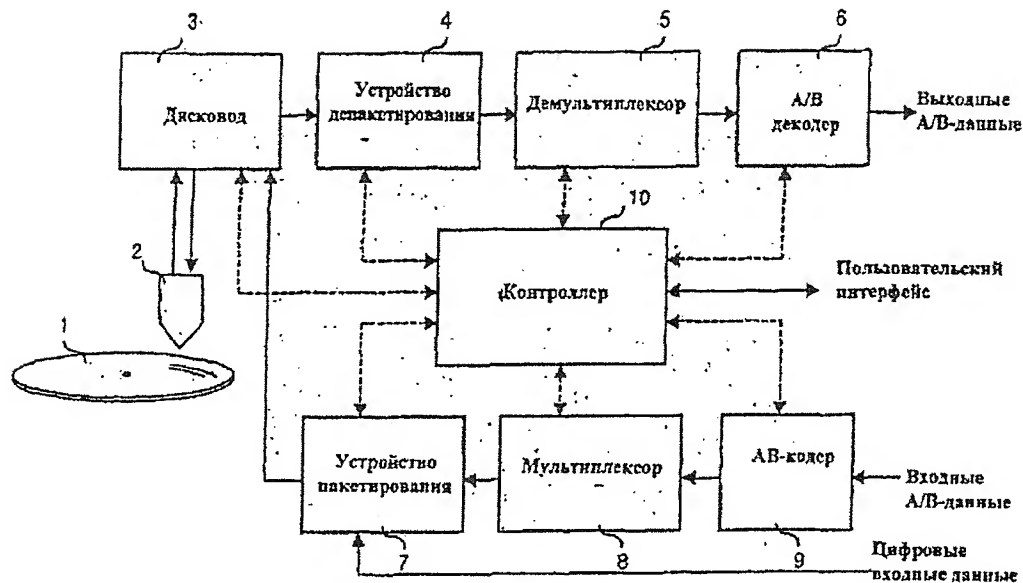 3
4
5
6
Дисковод
Устройство
депакетирования
Демультиплексор
А/В
декодер
Выходные
А/В-данные
2
10
Контроллер
Пользовательский
интерфейс
1
Устройство
пакетирования
Мультиплексор
АВ-кодер
Входные
А/В-данные
7
8
9
Цифровые
входные данные